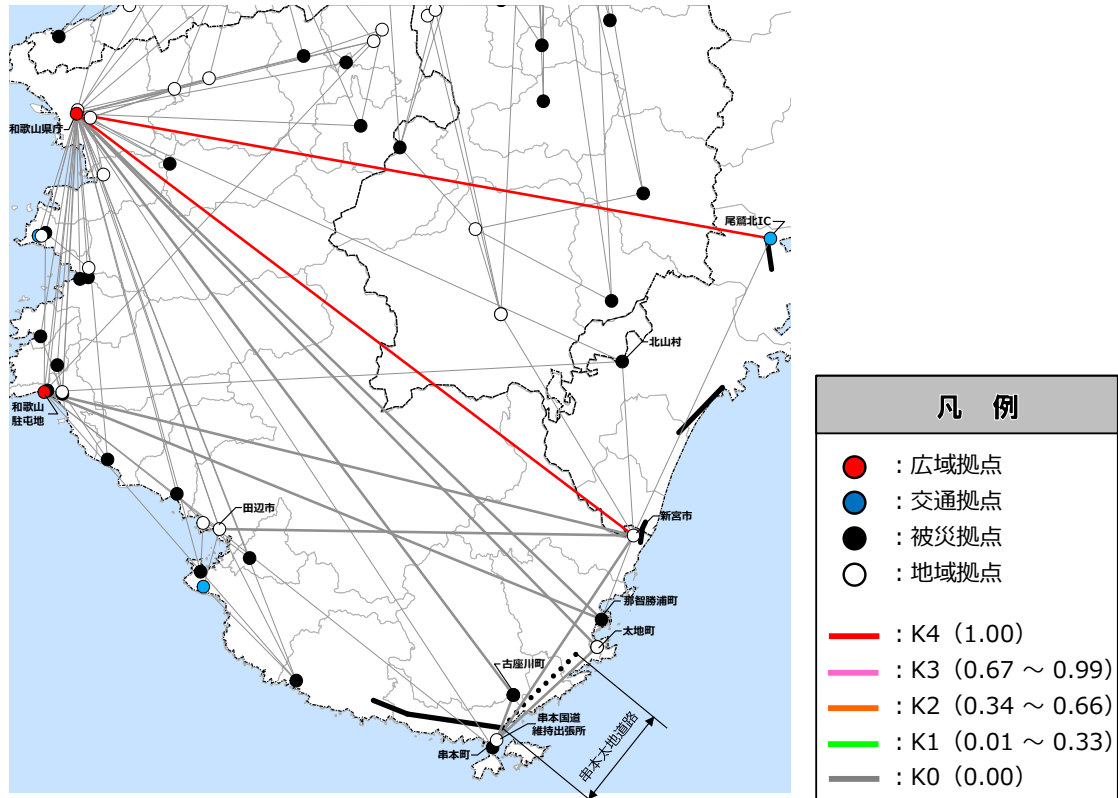 和歌山県庁
尾鷲北IC
北山村
和歌山
駐屯地
田辺市
新宮市
那智勝浦町
太地町
古座川町
串本国道
維持出張所
串本町
串本太地道路
凡 例
：広域拠点
：交通拠点
：被災拠点
：地域拠点
：K4（1.00）
：K3（0.67 ～ 0.99）
：K2（0.34 ～ 0.66）
：K1（0.01 ～ 0.33）
：K0（0.00）